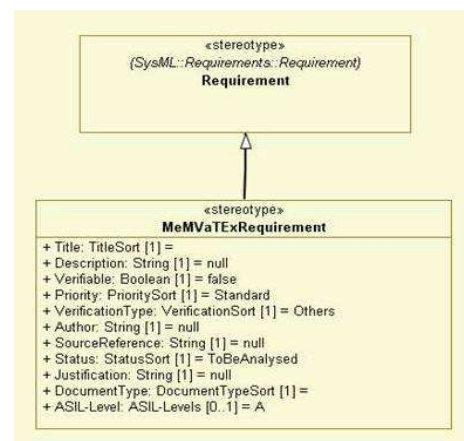 «stereotype»
(SysML::Requirements::Requirement)
Requirement
«stereotype»
MeMVaTExRequirement
+ Title: TitleSort [1] =
+ Description: String [1] = null
+ Verifiable: Boolean [1] = false
+ Priority: PrioritySort [1] = Standard
+ VerificationType: VerificationSort [1] = Others
+ Author: String [1] = null
+ SourceReference: String [1] = null
+ Status: StatusSort [1] = ToBeAnalysed
+ Justification: String [1] = null
+ DocumentType: DocumentTypeSort [1] =
+ ASIL-Level: ASIL-Levels [0..1] = A